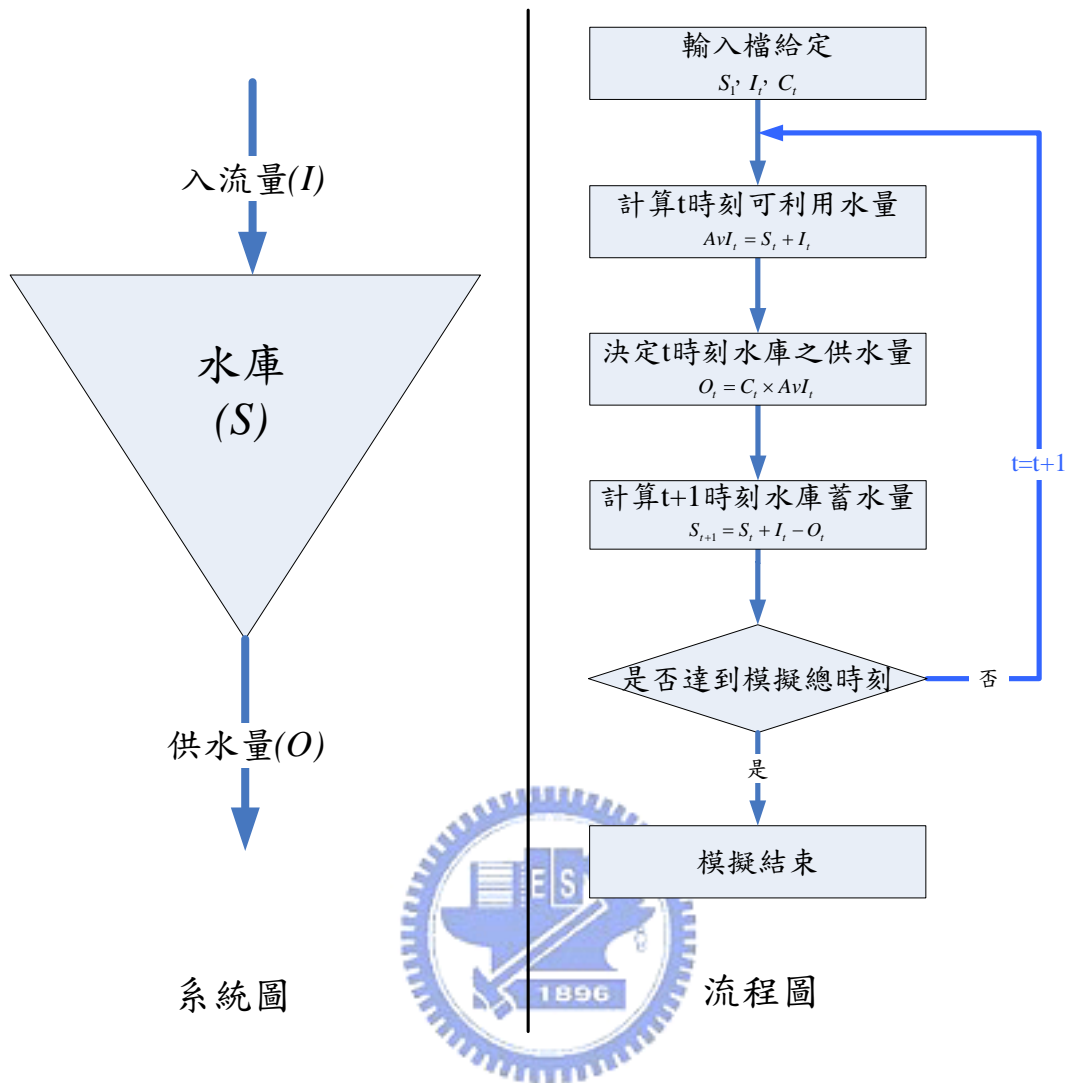 入流量(I)
水庫
(S)
供水量(O)
系統圖
輸入檔給定
S₁, Iₜ, Cₜ
計算t時刻可利用水量
AvIₜ = Sₜ + Iₜ
決定t時刻水庫之供水量
Oₜ = Cₜ × AvIₜ
計算t+1時刻水庫蓄水量
Sₜ₊₁ = Sₜ + Iₜ − Oₜ
是否達到模擬總時刻
否
t=t+1
是
模擬結束
流程圖
E S
1896